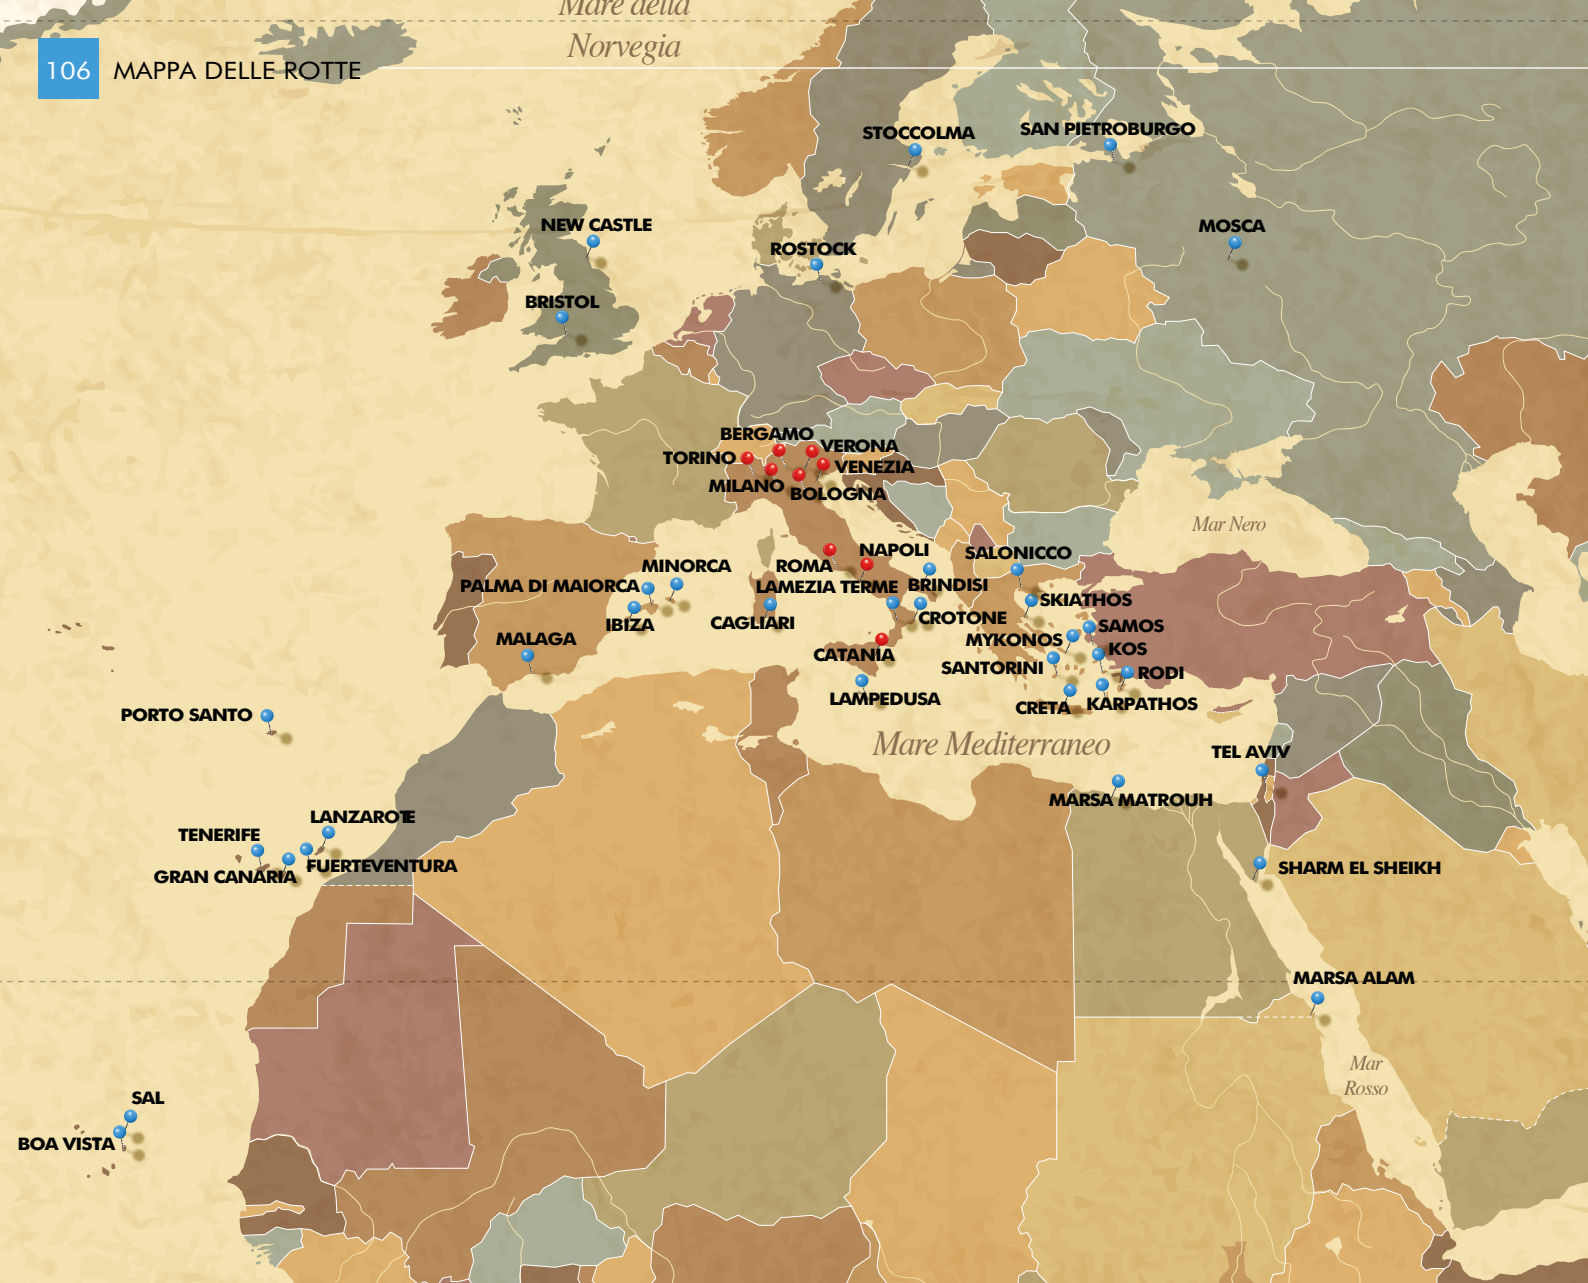 Mare della
Norvegia
106 MAPPA DELLE ROTTE
STOCCOLMA
SAN PIETROBURGO
NEW CASTLE
MOSCA
ROSTOCK
BRISTOL
BERGAMO
VERONA
TORINO
VENEZIA
MILANO
BOLOGNA
Mar Nero
NAPOLI
SALONICCO
ROMA
MINORCA
PALMA DI MAIORCA
LAMEZIA TERME
BRINDISI
SKIATHOS
IBIZA
CAGLIARI
CROTONE
SAMOS
MALAGA
MYKONOS
KOS
CATANIA
SANTORINI
RODI
LAMPEDUSA
CRETA
KARPATHOS
PORTO SANTO
Mare Mediterraneo
TEL AVIV
MARSA MATROUH
LANZAROTE
TENERIFE
FUERTEVENTURA
GRAN CANARIA
SHARM EL SHEIKH
MARSA ALAM
Mar
Rosso
SAL
BOA VISTA